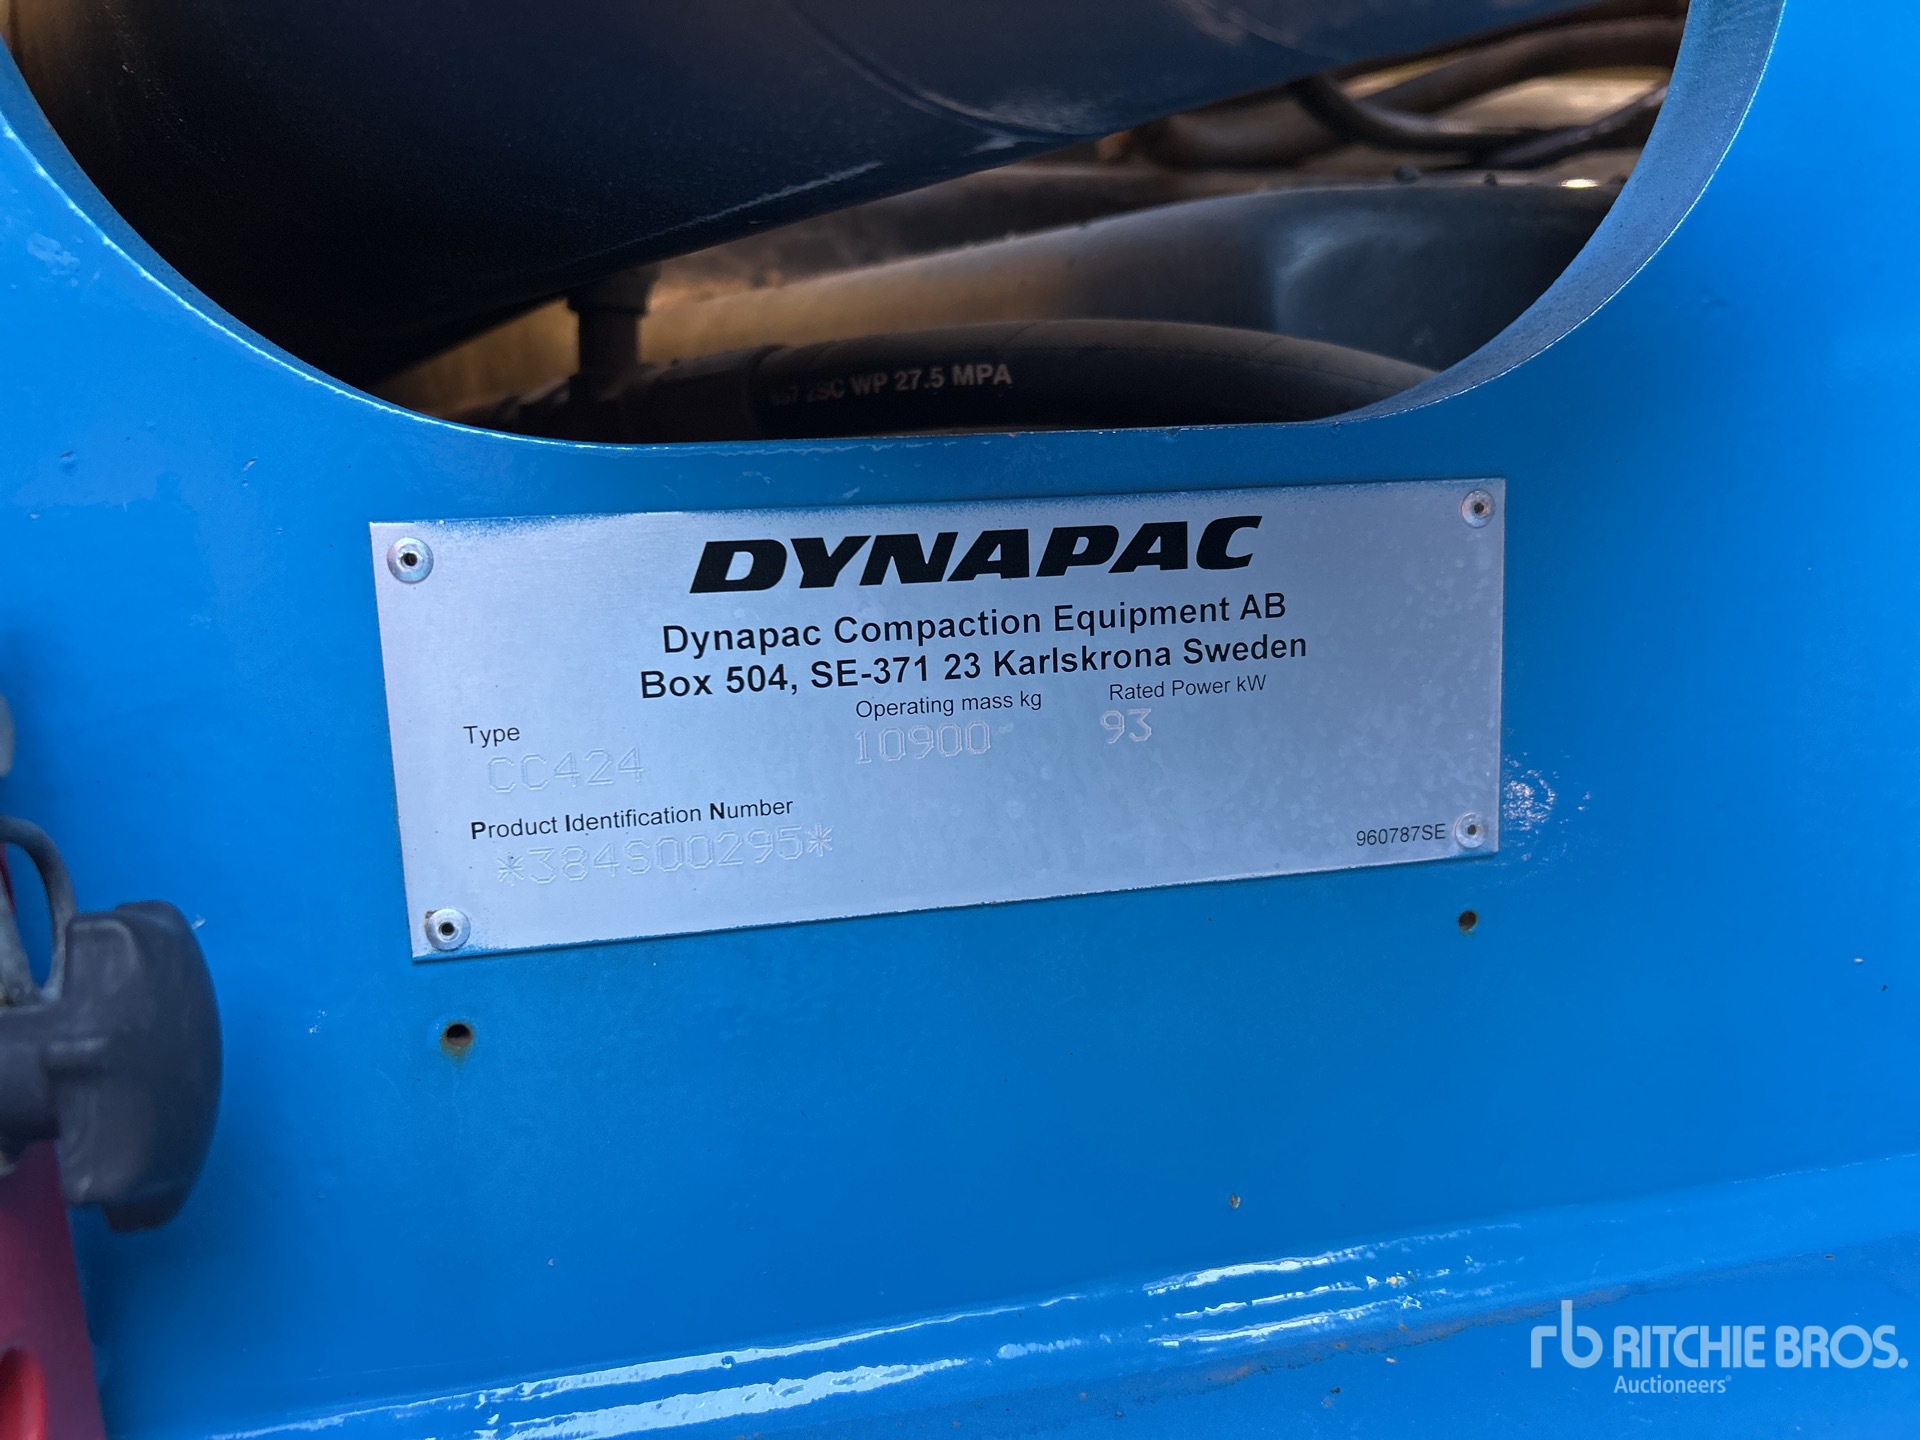 2SC WP 27.5 MPA
DYNAPAC
Dynapac Compaction Equipment AB
Box 504, SE-371 23 Karlskrona Sweden
Type Operating mass kg Rated Power kW
CC424 10900 93
Product Identification Number
*384S00295*
960787SE
rb RITCHIE BROS.
Auctioneers